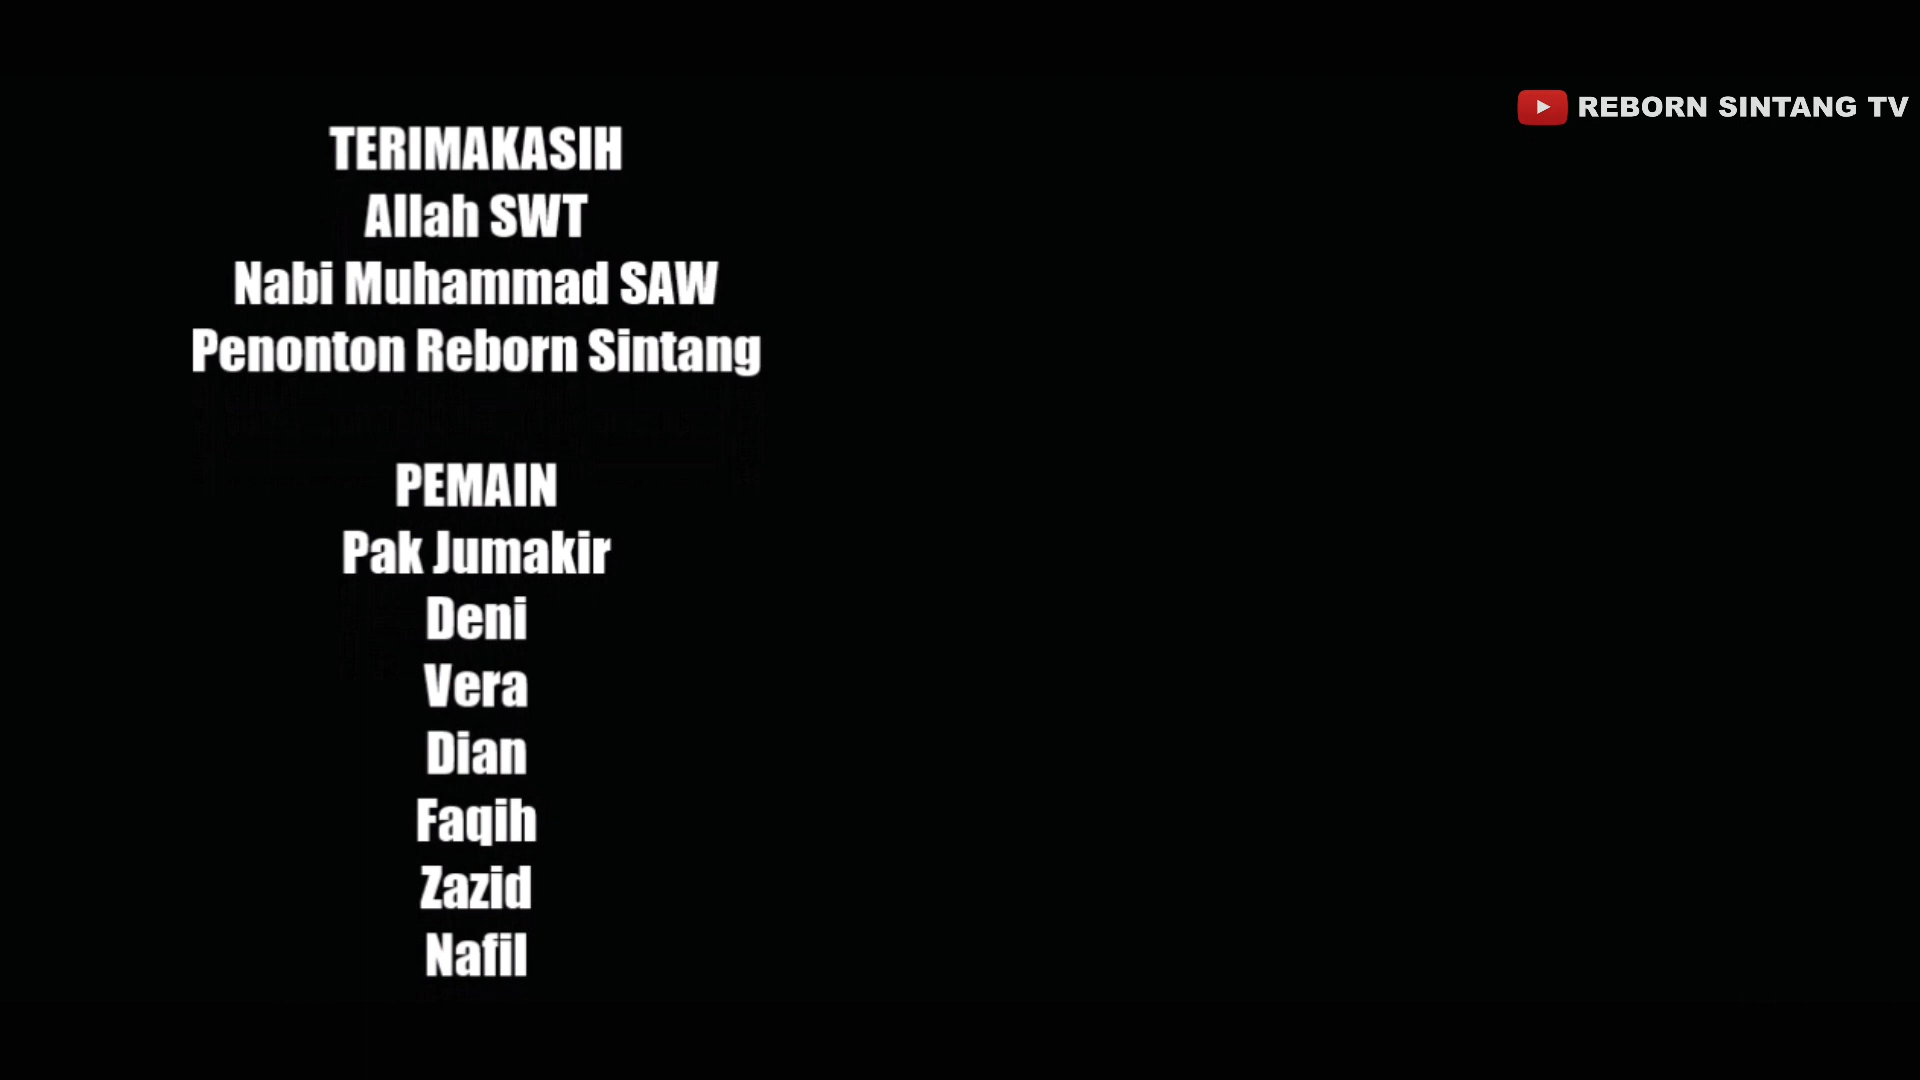 REBORN SINTANG TV
TERIMAKASIH
Allah SWT
Nabi Muhammad SAW
Penonton Reborn Sintang
PEMAIN
Pak Jumakir
Deni
Vera
Dian
Faqih
Zazid
Nafil